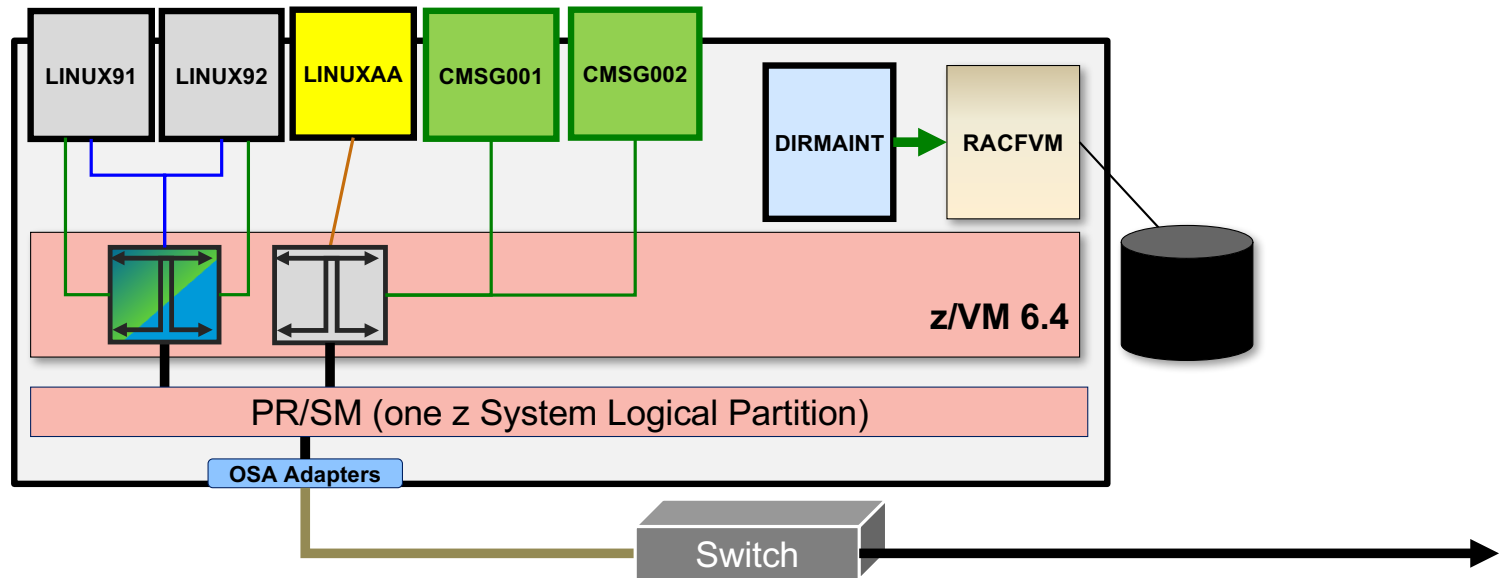 LINUX91
LINUX92
LINUXAA
CMSG001
CMSG002
DIRMAINT
RACFVM
z/VM 6.4
PR/SM (one z System Logical Partition)
OSA Adapters
Switch